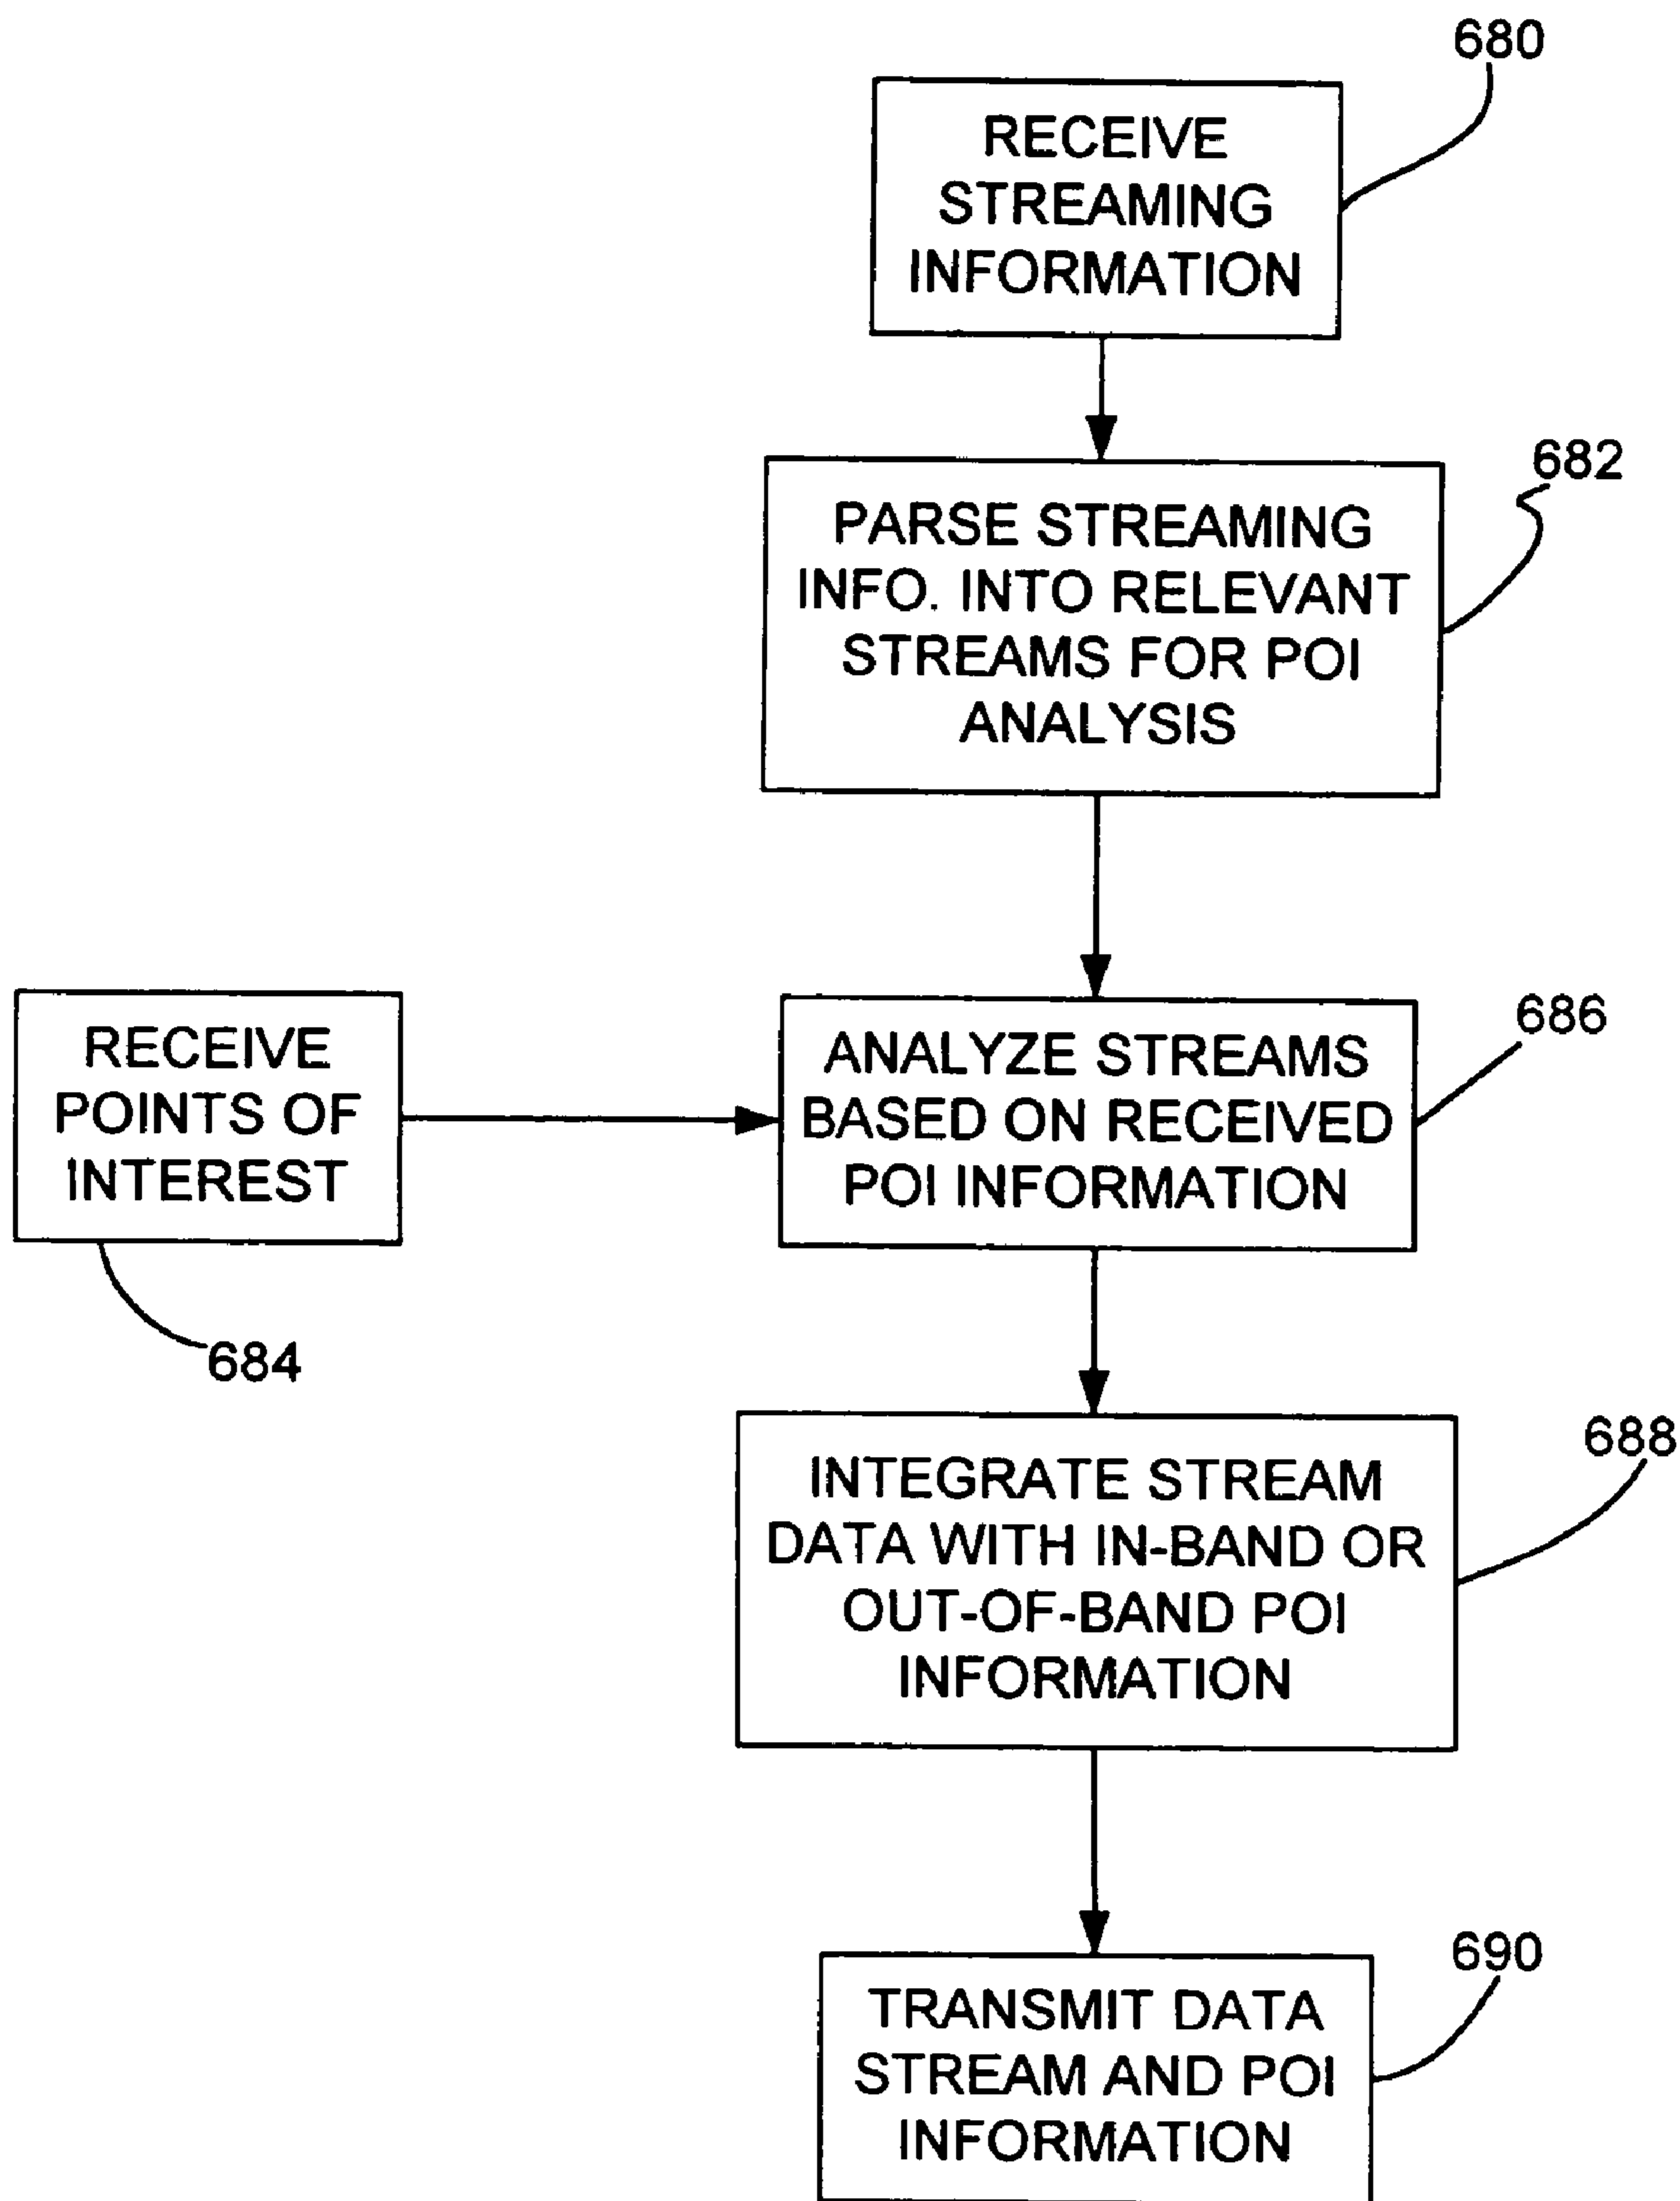 680
RECEIVE
STREAMING
INFORMATION
682
PARSE STREAMING
INFO. INTO RELEVANT
STREAMS FOR POI
ANALYSIS
RECEIVE
POINTS OF
INTEREST
684
686
ANALYZE STREAMS
BASED ON RECEIVED
POI INFORMATION
688
INTEGRATE STREAM
DATA WITH IN-BAND OR
OUT-OF-BAND POI
INFORMATION
690
TRANSMIT DATA
STREAM AND POI
INFORMATION